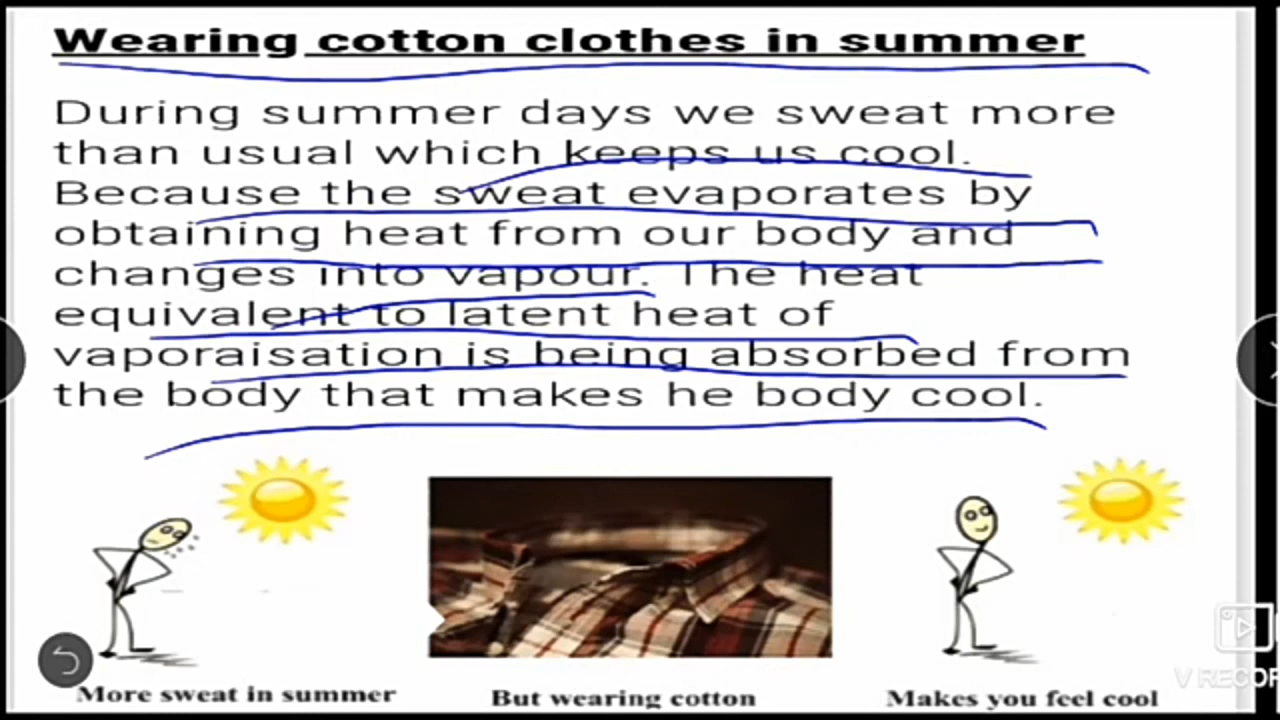 Wearing cotton clothes in summer
During summer days we sweat more
than usual which keeps us cool.
Because the sweat evaporates by
obtaining heat from our body and
changes into vapour. The heat
equivalent to latent heat of
vaporaisation is being absorbed from
the body that makes he body cool.
More sweat in summer
But wearing cotton
Makes you feel cool
V RECOR